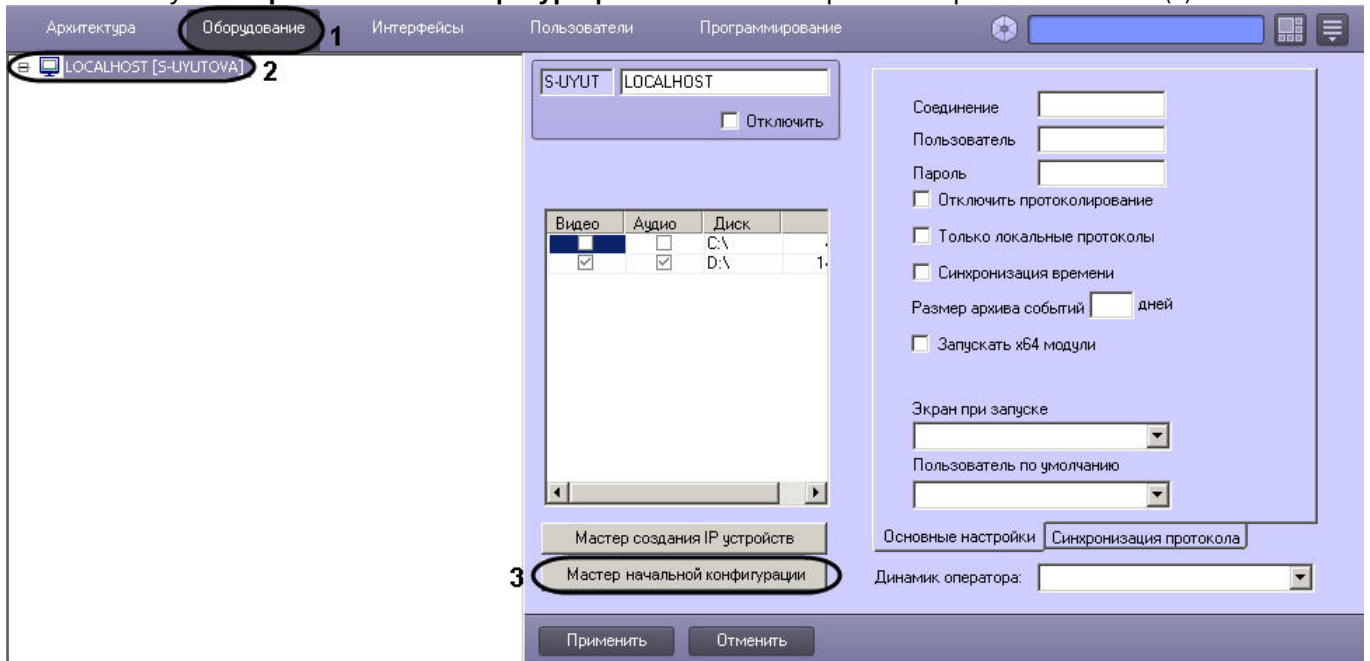 Архитектура Оборудование 1 Интерфейсы Пользователи Программирование
LOCALHOST [S-UYUTOVA] 2
S-UYUT LOCALHOST
Отключить
Видео Аудио Диск
C:\
D:\ 1
Мастер создания IP устройств
3 Мастер начальной конфигурации
Соединение
Пользователь
Пароль
Отключить протоколирование
Только локальные протоколы
Синхронизация времени
Размер архива событий дней
Запускать x64 модули
Экран при запуске
Пользователь по умолчанию
Основные настройки Синхронизация протокола
Динамик оператора:
Применить Отменить